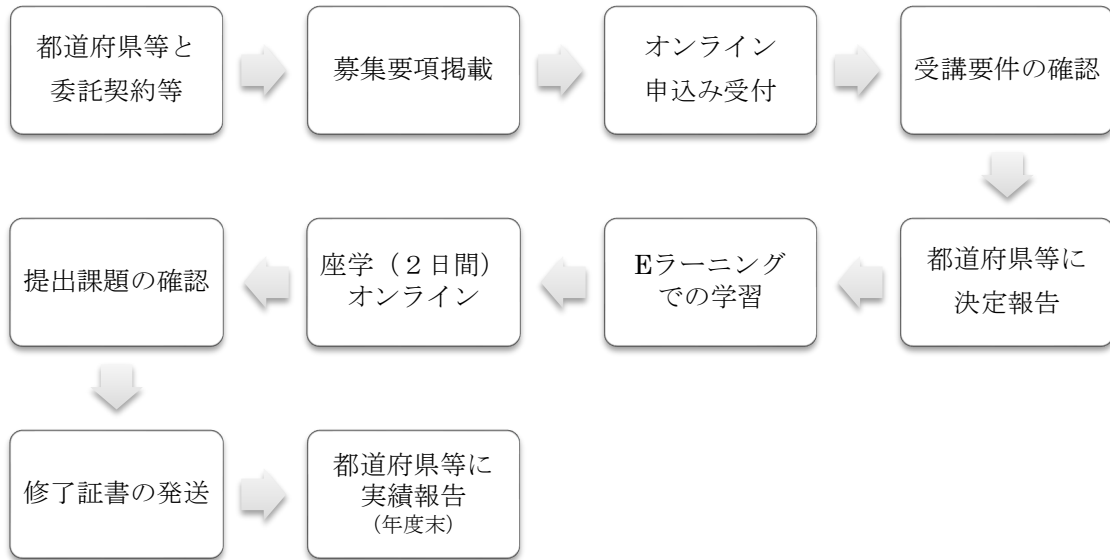 都道府県等と
委託契約等
募集要項掲載
オンライン
申込み受付
受講要件の確認
都道府県等に
決定報告
Eラーニング
での学習
座学（２日間）
オンライン
提出課題の確認
修了証書の発送
都道府県等に
実績報告
（年度末）